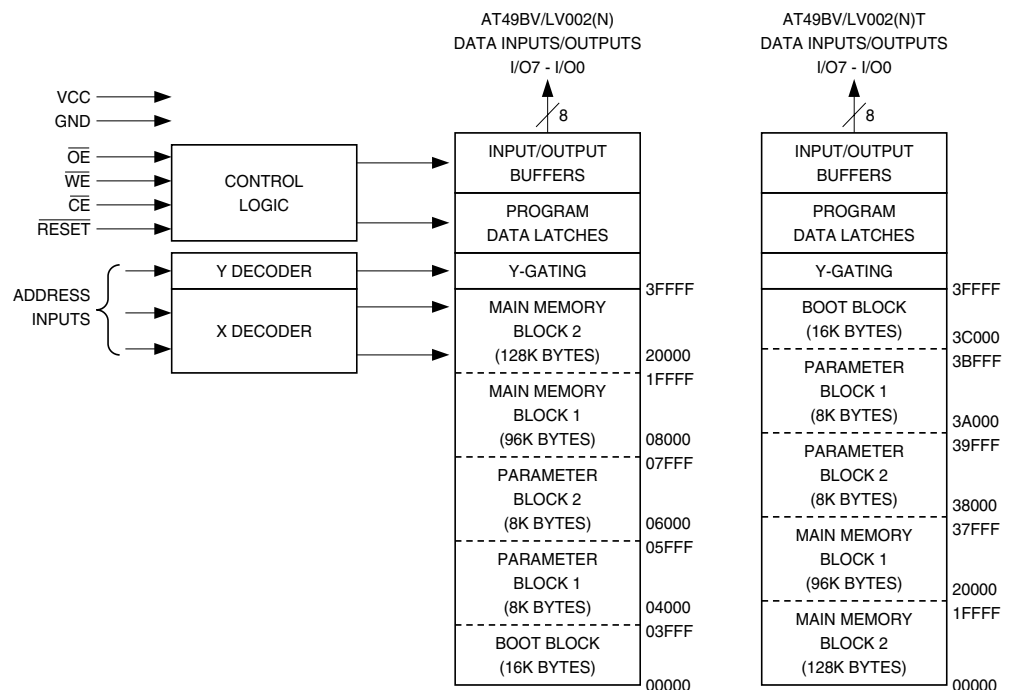 AT49BV/LV002(N)
DATA INPUTS/OUTPUTS
I/O7 - I/O0
8
AT49BV/LV002(N)T
DATA INPUTS/OUTPUTS
I/O7 - I/O0
8
VCC
GND
OE
WE
CE
RESET
CONTROL
LOGIC
ADDRESS
INPUTS
Y DECODER
X DECODER
INPUT/OUTPUT
BUFFERS
PROGRAM
DATA LATCHES
Y-GATING
3FFFF
MAIN MEMORY
BLOCK 2
(128K BYTES)
20000
1FFFF
MAIN MEMORY
BLOCK 1
(96K BYTES)
08000
07FFF
PARAMETER
BLOCK 2
(8K BYTES)
06000
05FFF
PARAMETER
BLOCK 1
(8K BYTES)
04000
03FFF
BOOT BLOCK
(16K BYTES)
00000
INPUT/OUTPUT
BUFFERS
PROGRAM
DATA LATCHES
Y-GATING
3FFFF
BOOT BLOCK
(16K BYTES)
3C000
3BFFF
PARAMETER
BLOCK 1
(8K BYTES)
3A000
39FFF
PARAMETER
BLOCK 2
(8K BYTES)
38000
37FFF
MAIN MEMORY
BLOCK 1
(96K BYTES)
20000
1FFFF
MAIN MEMORY
BLOCK 2
(128K BYTES)
00000